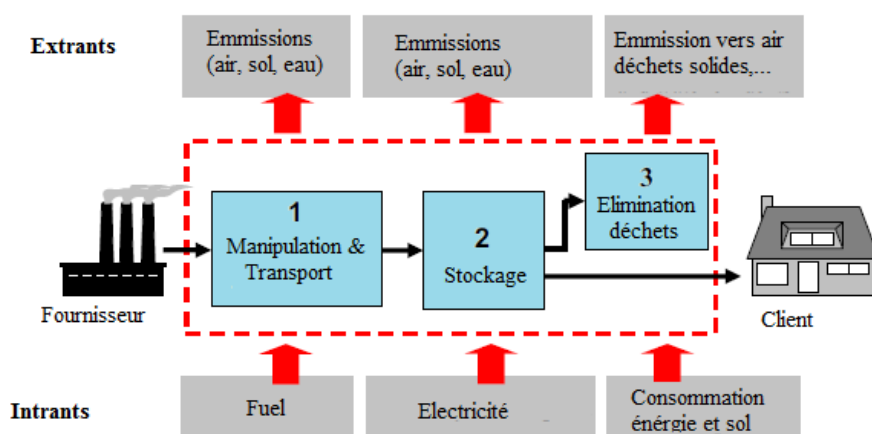 Extrants
Emmissions
(air, sol, eau)
Emmissions
(air, sol, eau)
Emmission vers air
déchets solides,...
1
Manipulation &
Transport
2
Stockage
3
Elimination
déchets
Fournisseur
Client
Intrants
Fuel
Electricité
Consommation
énérgie et sol